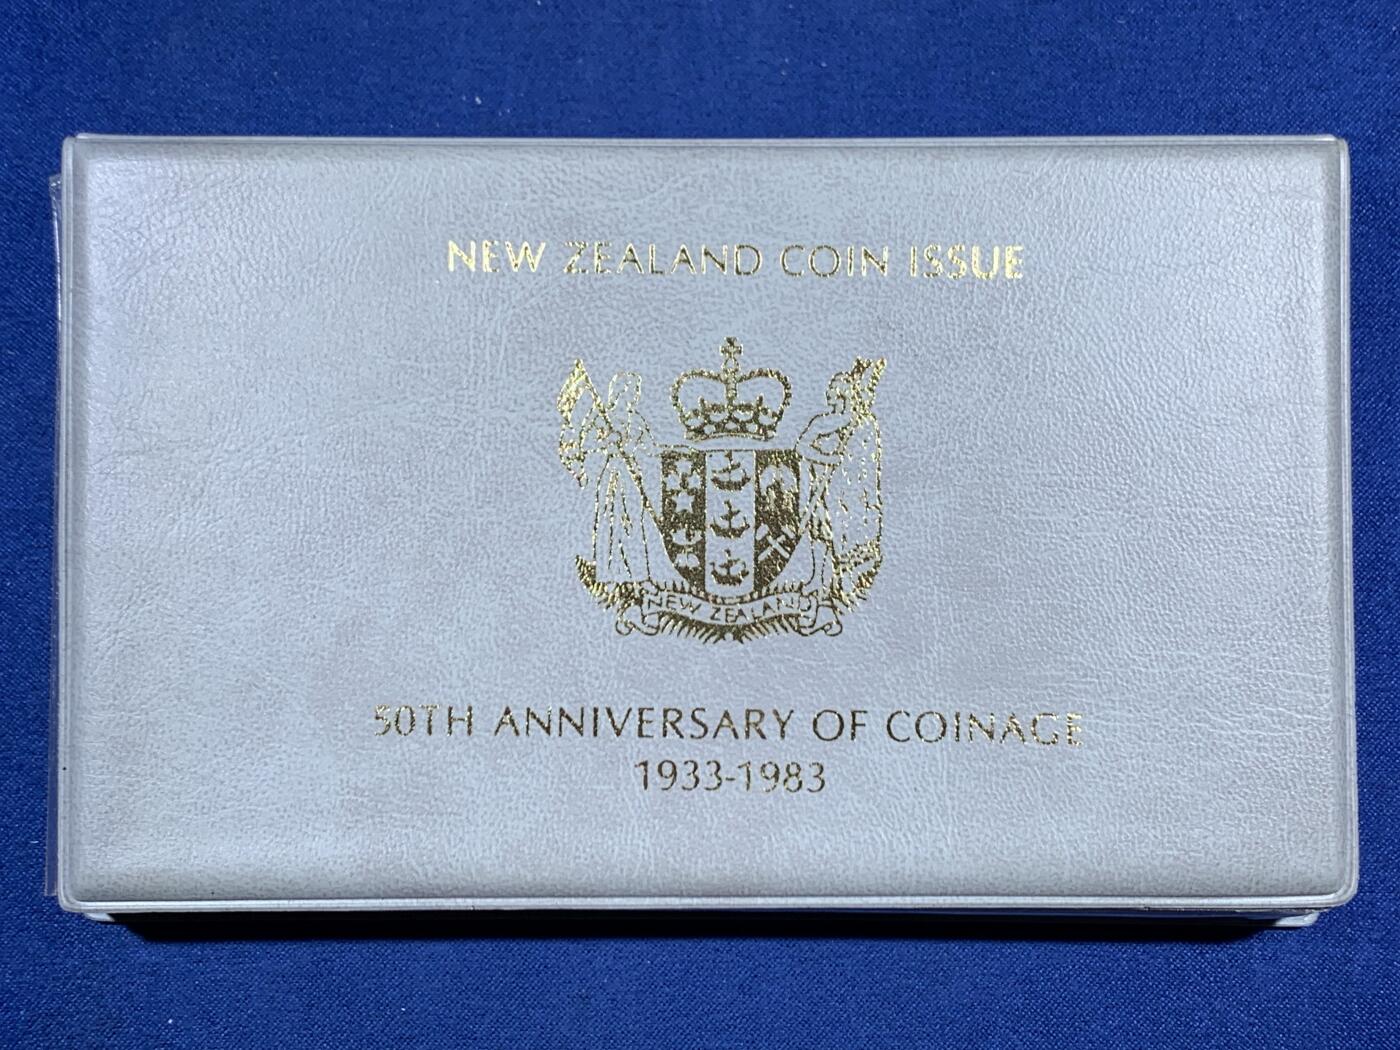 NEW ZEALAND COIN ISSUE
NEW ZEALAND
50TH ANNIVERSARY OF COINAGE
1933-1983